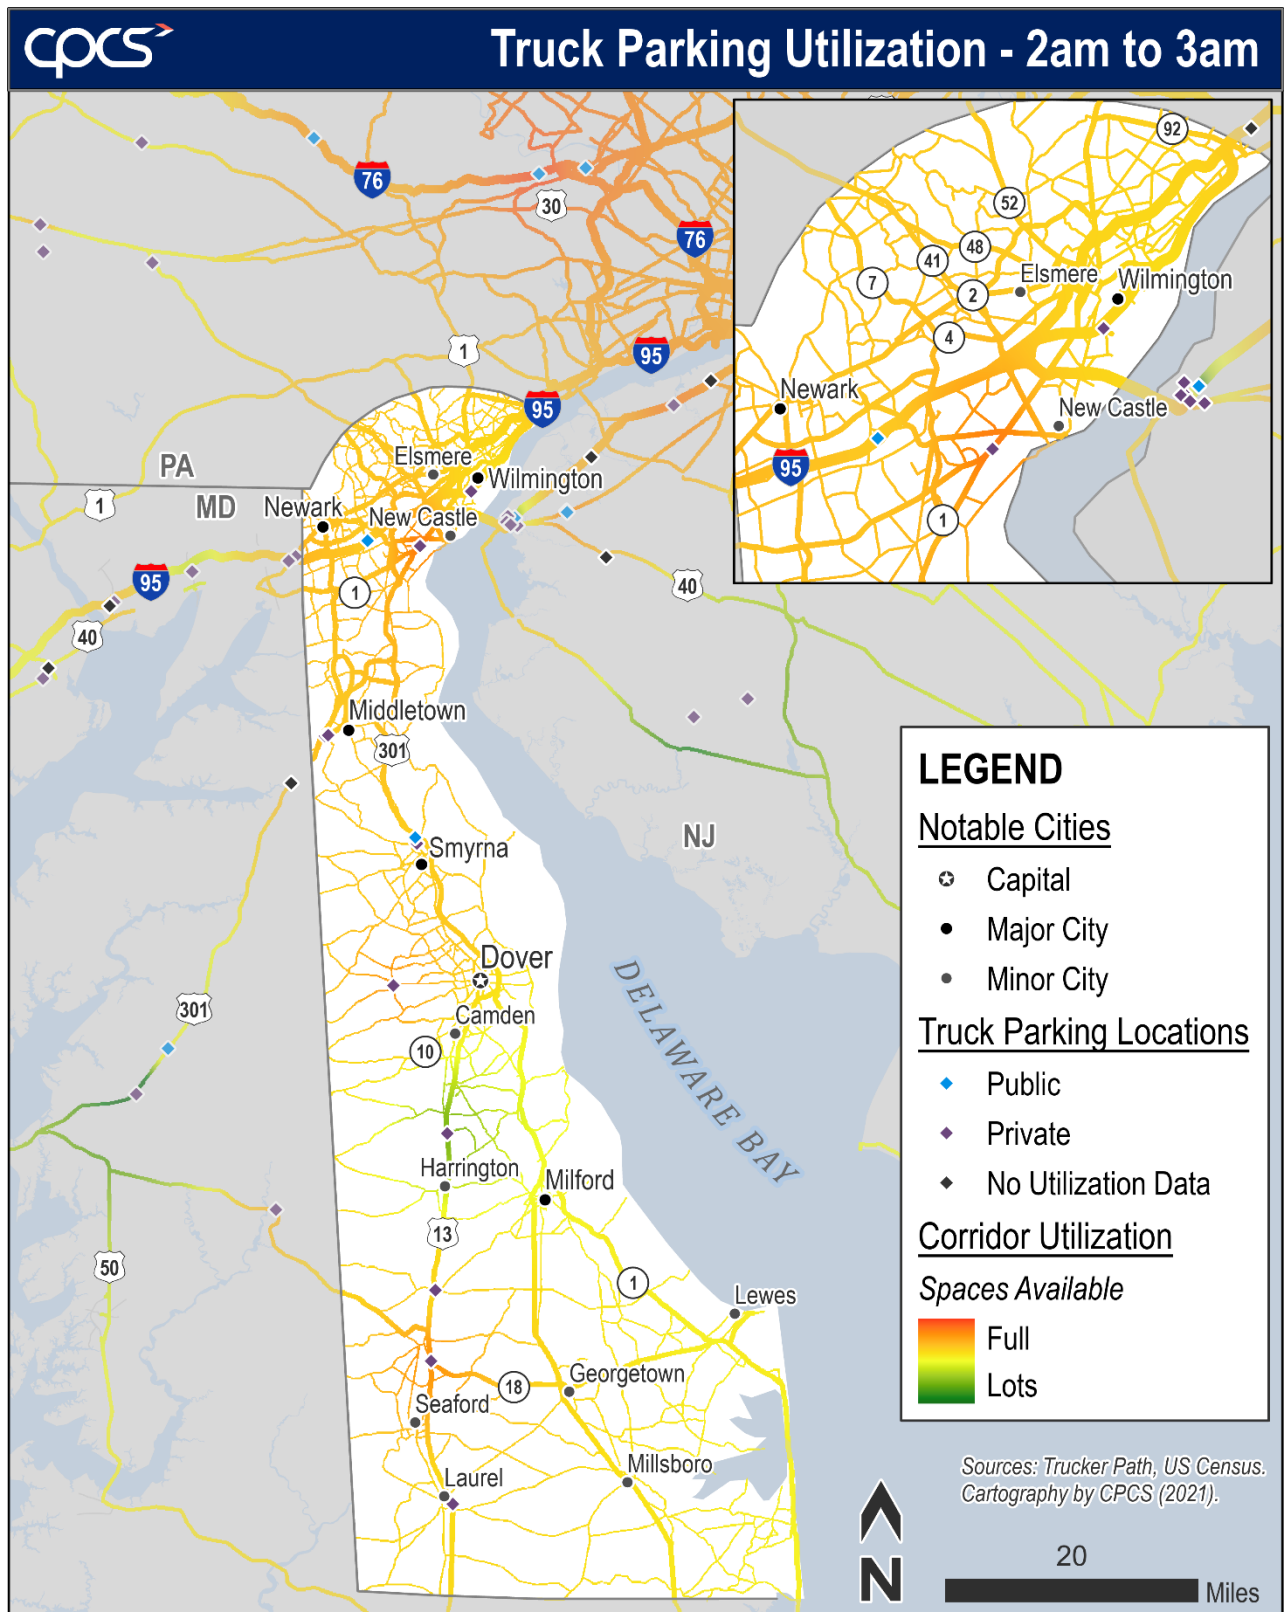 cpcs
Truck Parking Utilization - 2am to 3am
76
30
76
1
95
95
PA
MD
1
Elsmere
Wilmington
Newark
New Castle
95
1
40
40
Middletown
301
Smyrna
NJ
Dover
Camden
301
10
DELAWARE BAY
Harrington
Milford
13
50
1
Lewes
Georgetown
18
Seaford
Millsboro
Laurel
92
52
48
41
Elsmere
7
2
Wilmington
4
Newark
New Castle
95
1
LEGEND
Notable Cities
Capital
Major City
Minor City
Truck Parking Locations
Public
Private
No Utilization Data
Corridor Utilization
Spaces Available
Full
Lots
Sources: Trucker Path, US Census.
Cartography by CPCS (2021).
N
20
Miles